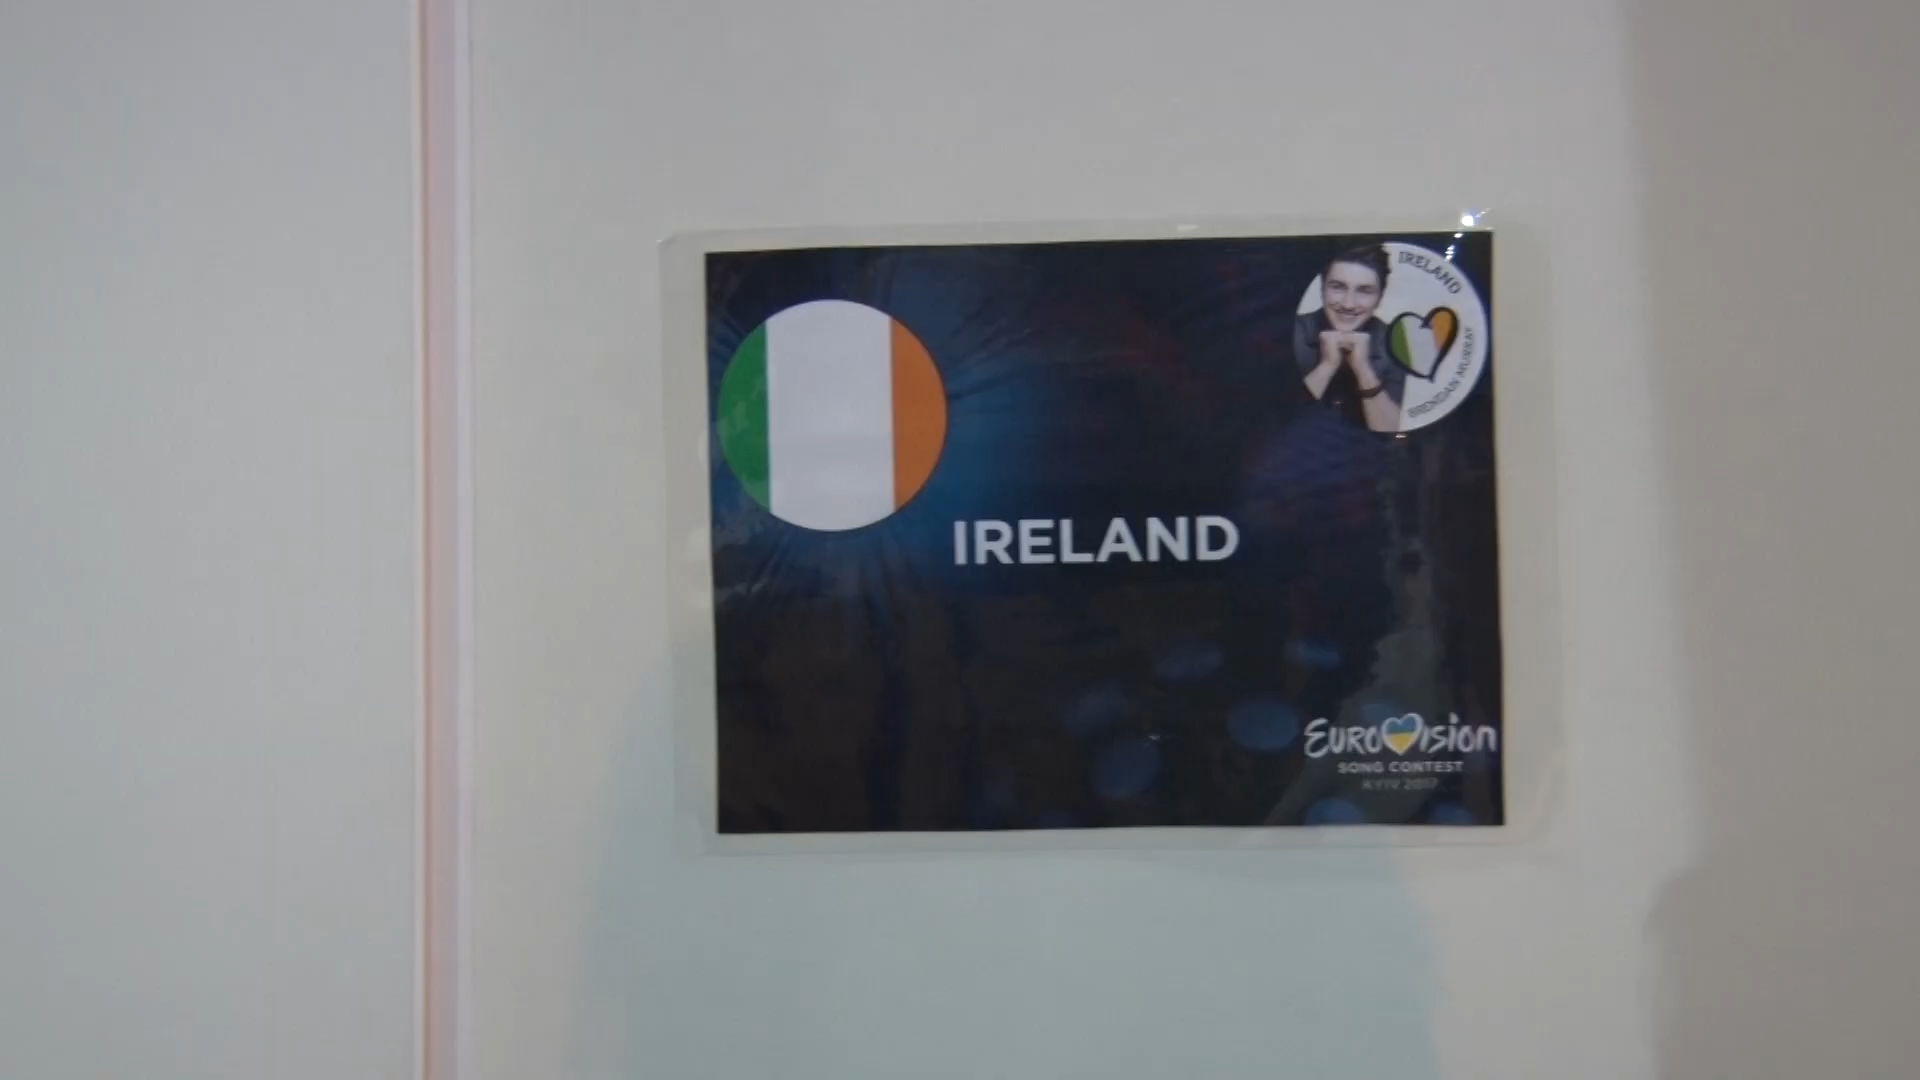 IRELAND
BRENDAN MURRAY
IRELAND
EUROVISION
SONG CONTEST
KYIV 2017